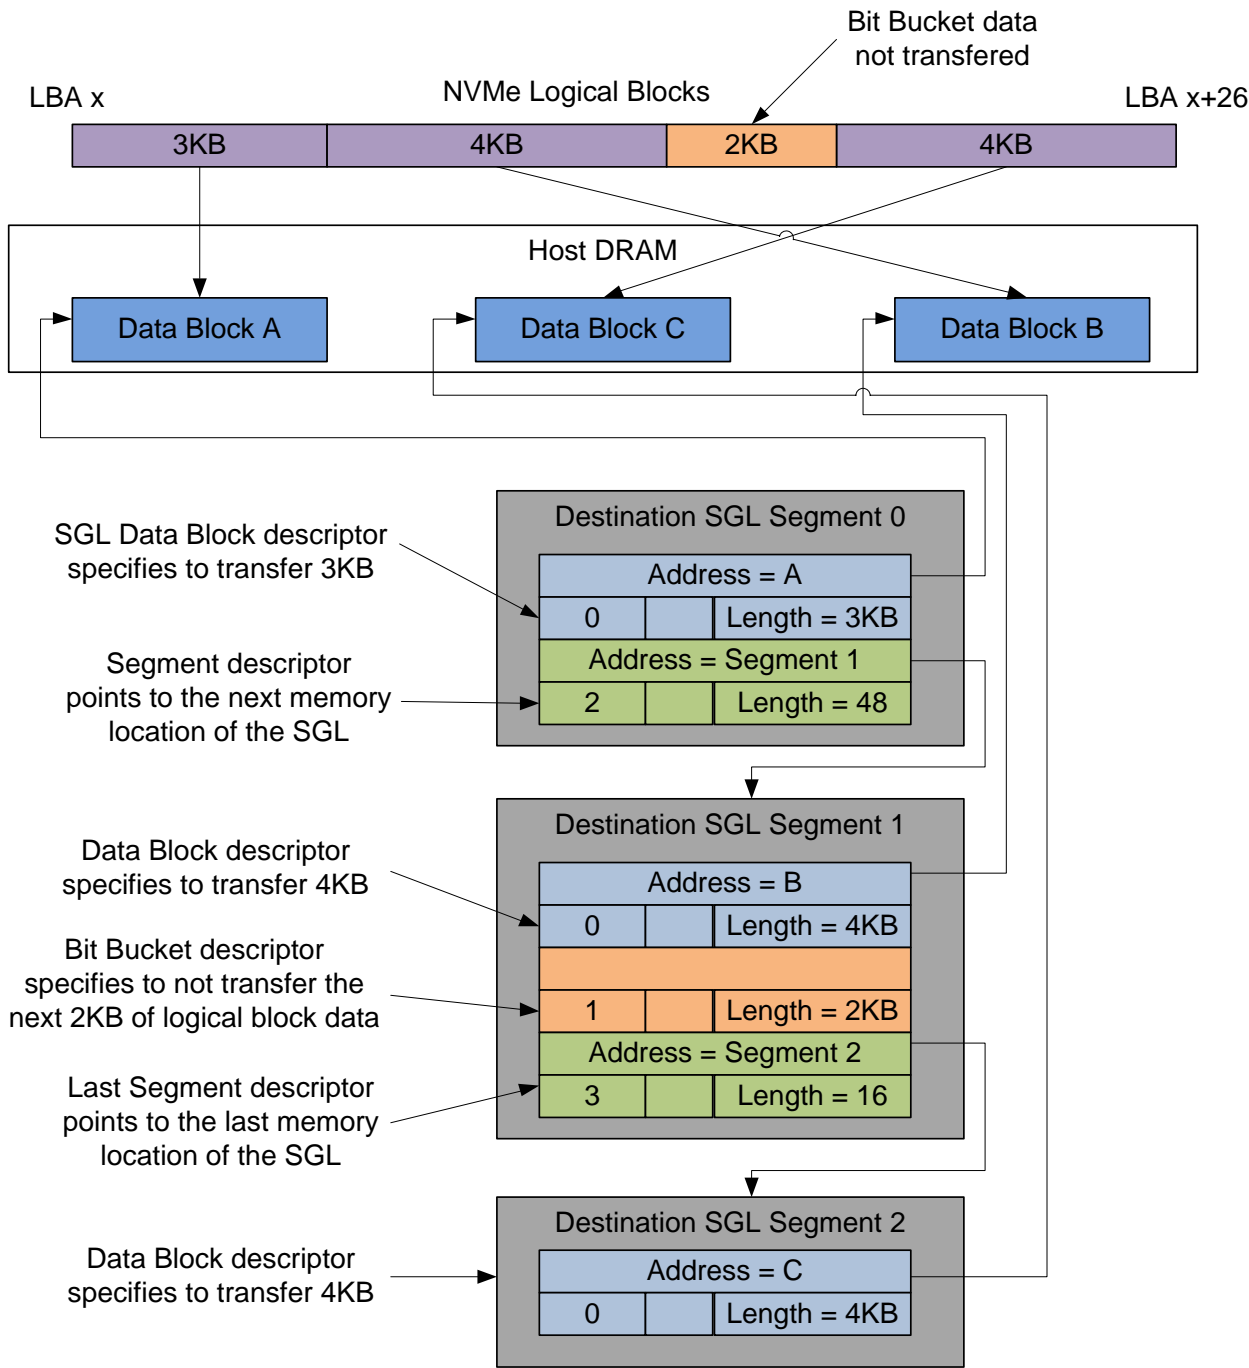 Bit Bucket data
not transfered
LBA x
NVMe Logical Blocks
LBA x+26
3KB
4KB
2KB
4KB
Host DRAM
Data Block A
Data Block C
Data Block B
Destination SGL Segment 0
SGL Data Block descriptor
specifies to transfer 3KB
Address = A
0
Length = 3KB
Segment descriptor
points to the next memory
location of the SGL
Address = Segment 1
2
Length = 48
Destination SGL Segment 1
Data Block descriptor
specifies to transfer 4KB
Address = B
0
Length = 4KB
Bit Bucket descriptor
specifies to not transfer the
next 2KB of logical block data
1
Length = 2KB
Address = Segment 2
Last Segment descriptor
points to the last memory
location of the SGL
3
Length = 16
Destination SGL Segment 2
Data Block descriptor
specifies to transfer 4KB
Address = C
0
Length = 4KB